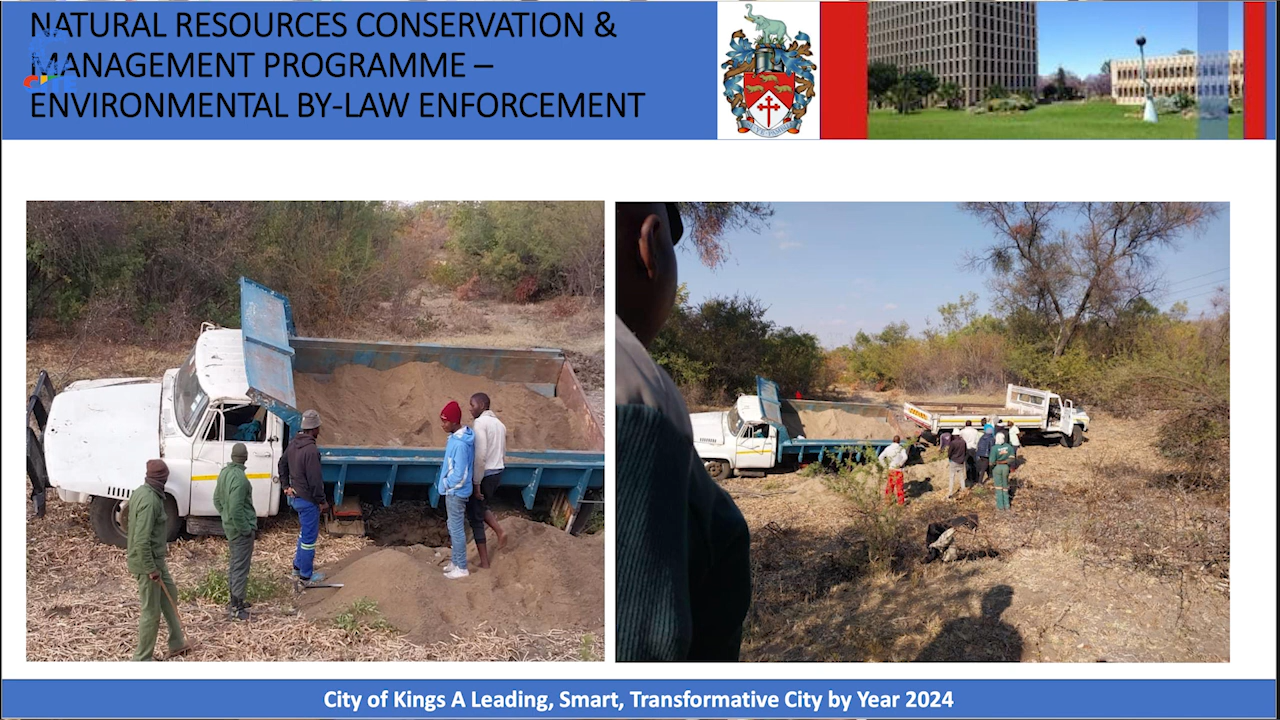 NATURAL RESOURCES CONSERVATION &
MANAGEMENT PROGRAMME –
ENVIRONMENTAL BY-LAW ENFORCEMENT
City of Kings A Leading, Smart, Transformative City by Year 2024